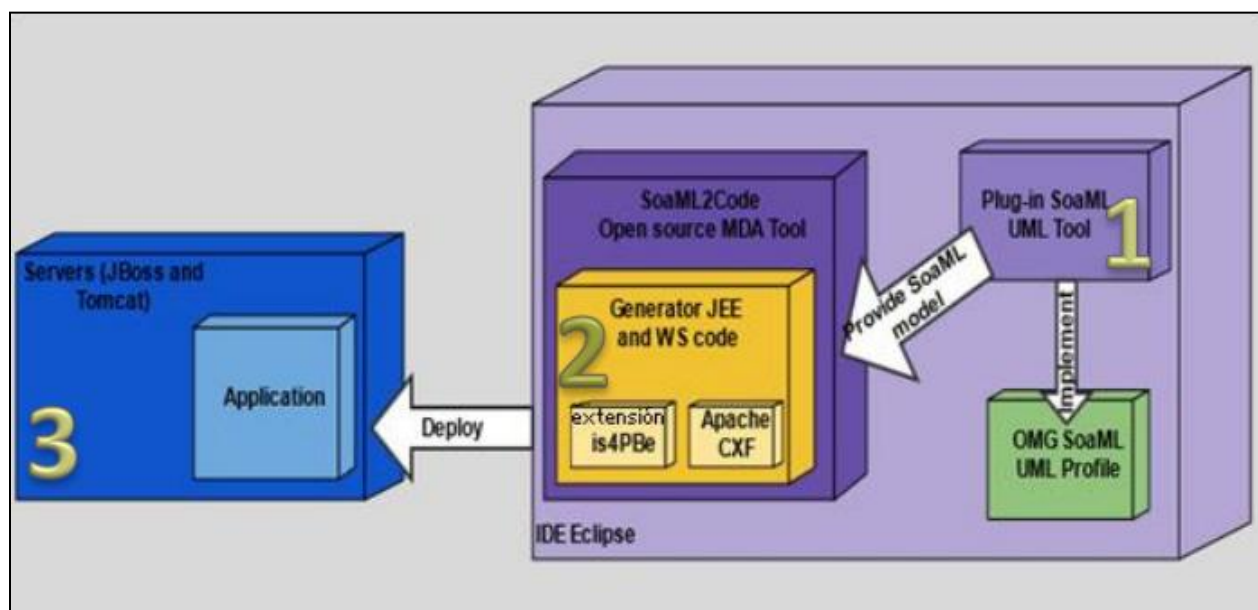 Servers (JBoss and
Tomcat)
Application
3
Deploy
SoaML2Code
Open source MDA Tool
Generator JEE
and WS code
2
extensión
is4PBe
Apache
CXF
IDE Eclipse
Provide SoaML
model
Plug-in SoaML
UML Tool
1
Implement
OMG SoaML
UML Profile